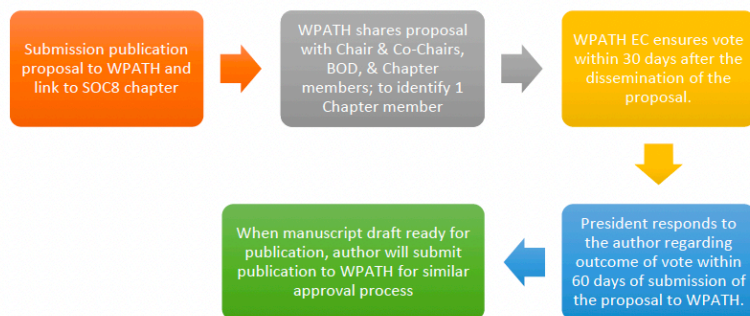 Submission publication
proposal to WPATH and
link to SOC8 chapter
WPATH shares proposal
with Chair & Co-Chairs,
BOD, & Chapter
members; to identify 1
Chapter member
WPATH EC ensures vote
within 30 days after the
dissemination of the
proposal.
President responds to
the author regarding
outcome of vote within
60 days of submission of
the proposal to WPATH.
When manuscript draft ready for
publication, author will submit
publication to WPATH for similar
approval process